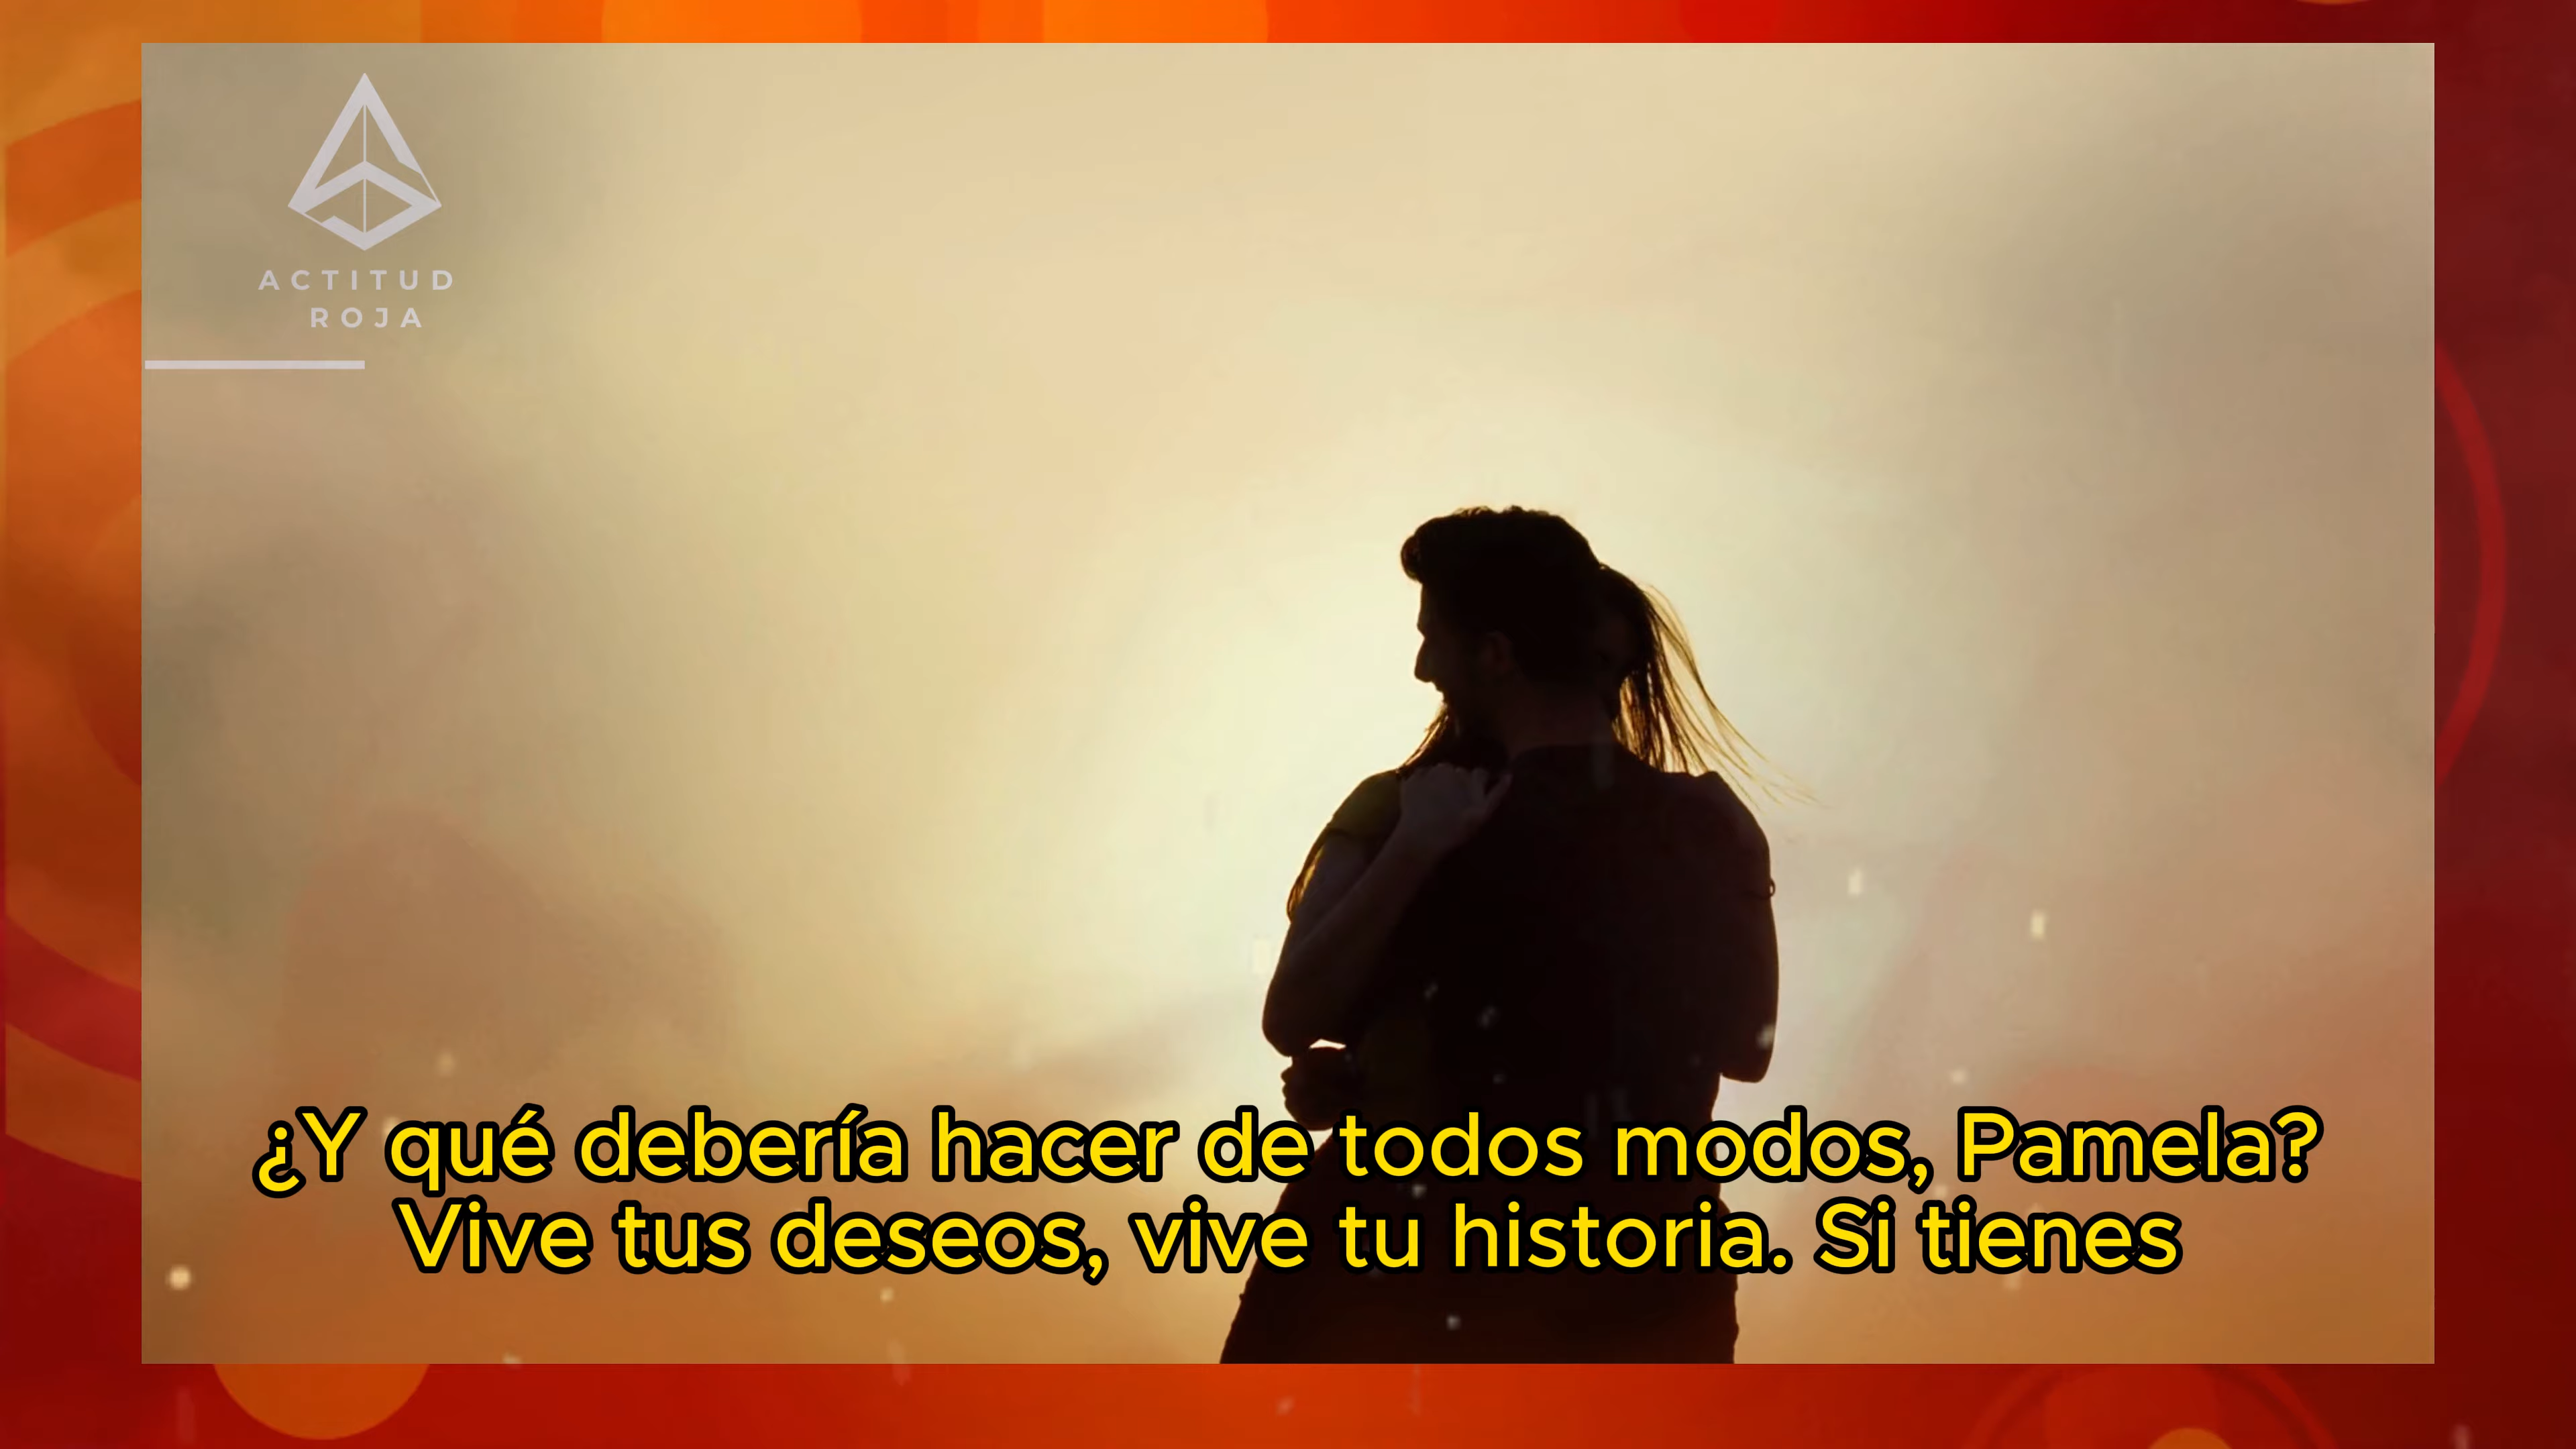 ACTITUD
ROJA
¿Y qué debería hacer de todos modos, Pamela?
Vive tus deseos, vive tu historia. Si tienes